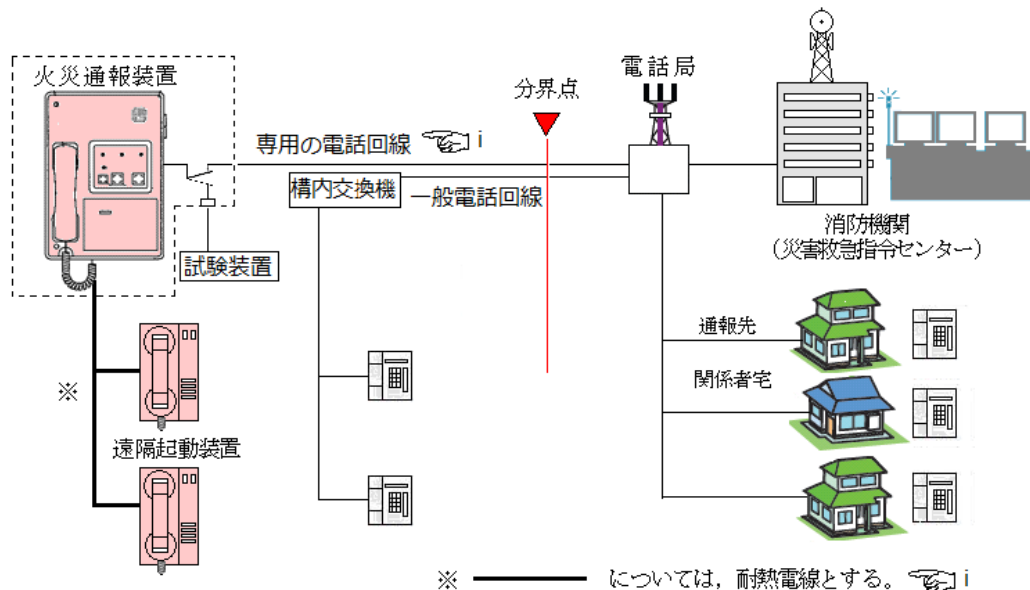 火災通報装置
電話局
分界点
専用の電話回線 ☜ i
構内交換機
一般電話回線
試験装置
消防機関
(災害救急指令センター)
通報先
関係者宅
※
遠隔起動装置
※ ――― については，耐熱電線とする。☜ i